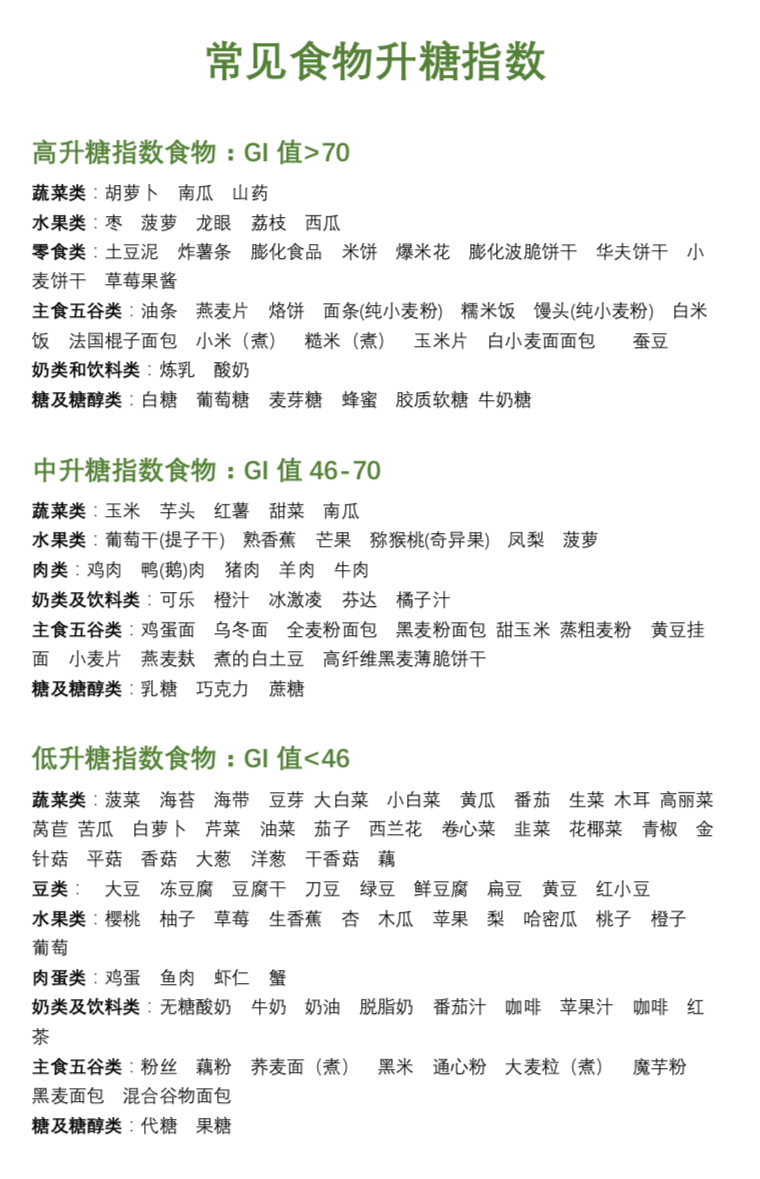 常见食物升糖指数
高升糖指数食物：GI 值>70
蔬菜类：胡萝卜 南瓜 山药
水果类：枣 菠萝 龙眼 荔枝 西瓜
零食类：土豆泥 炸薯条 膨化食品 米饼 爆米花 膨化波脆饼干 华夫饼干 小
麦饼干 草莓果酱
主食五谷类：油条 燕麦片 烙饼 面条(纯小麦粉) 糯米饭 馒头(纯小麦粉) 白米
饭 法国棍子面包 小米（煮） 糙米（煮） 玉米片 白小麦面面包 蚕豆
奶类和饮料类：炼乳 酸奶
糖及糖醇类：白糖 葡萄糖 麦芽糖 蜂蜜 胶质软糖 牛奶糖
中升糖指数食物：GI 值 46-70
蔬菜类：玉米 芋头 红薯 甜菜 南瓜
水果类：葡萄干(提子干) 熟香蕉 芒果 猕猴桃(奇异果) 凤梨 菠萝
肉类：鸡肉 鸭(鹅)肉 猪肉 羊肉 牛肉
奶类及饮料类：可乐 橙汁 冰激凌 芬达 橘子汁
主食五谷类：鸡蛋面 乌冬面 全麦粉面包 黑麦粉面包 甜玉米 蒸粗麦粉 黄豆挂
面 小麦片 燕麦麸 煮的白土豆 高纤维黑麦薄脆饼干
糖及糖醇类：乳糖 巧克力 蔗糖
低升糖指数食物：GI 值<46
蔬菜类：菠菜 海苔 海带 豆芽 大白菜 小白菜 黄瓜 番茄 生菜 木耳 高丽菜
莴苣 苦瓜 白萝卜 芹菜 油菜 茄子 西兰花 卷心菜 韭菜 花椰菜 青椒 金
针菇 平菇 香菇 大葱 洋葱 干香菇 藕
豆类： 大豆 冻豆腐 豆腐干 刀豆 绿豆 鲜豆腐 扁豆 黄豆 红小豆
水果类：樱桃 柚子 草莓 生香蕉 杏 木瓜 苹果 梨 哈密瓜 桃子 橙子
葡萄
肉蛋类：鸡蛋 鱼肉 虾仁 蟹
奶类及饮料类：无糖酸奶 牛奶 奶油 脱脂奶 番茄汁 咖啡 苹果汁 咖啡 红
茶
主食五谷类：粉丝 藕粉 荞麦面（煮） 黑米 通心粉 大麦粒（煮） 魔芋粉
黑麦面包 混合谷物面包
糖及糖醇类：代糖 果糖